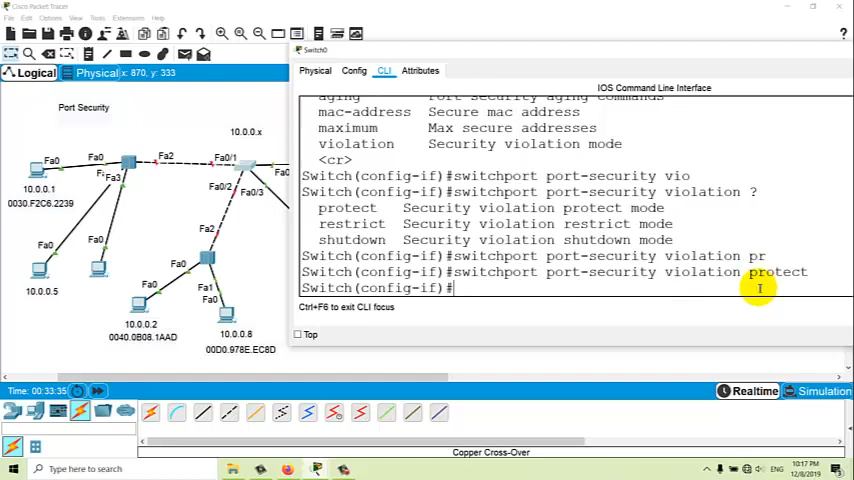 Cisco Packet Tracer
File Edit Options View Tools Extensions Help
?
Logical
Physical x: 870, y: 333
Port Security
10.0.0.x
Fa0
Fa2
Fa0/1
Fa0
10.0.0.1
0030.F2C6.2239
Fa3
Fa0/2
Fa0/3
Fa2
Fa0
Fa0
10.0.0.5
Fa0
Fa1
Fa0
10.0.0.2
0040.0B08.1AAD
10.0.0.8
00D0.978E.EC8D
Switch0
Physical Config CLI Attributes
IOS Command Line Interface
aging Port security aging commands
mac-address Secure mac address
maximum Max secure addresses
violation Security violation mode
<cr>
Switch(config-if)#switchport port-security vio
Switch(config-if)#switchport port-security violation ?
protect Security violation protect mode
restrict Security violation restrict mode
shutdown Security violation shutdown mode
Switch(config-if)#switchport port-security violation pr
Switch(config-if)#switchport port-security violation protect
Switch(config-if)#
Ctrl+F6 to exit CLI focus
Top
Time: 00:33:35
Realtime
Simulation
Copper Cross-Over
Type here to search
ENG
10:17 PM
12/8/2019